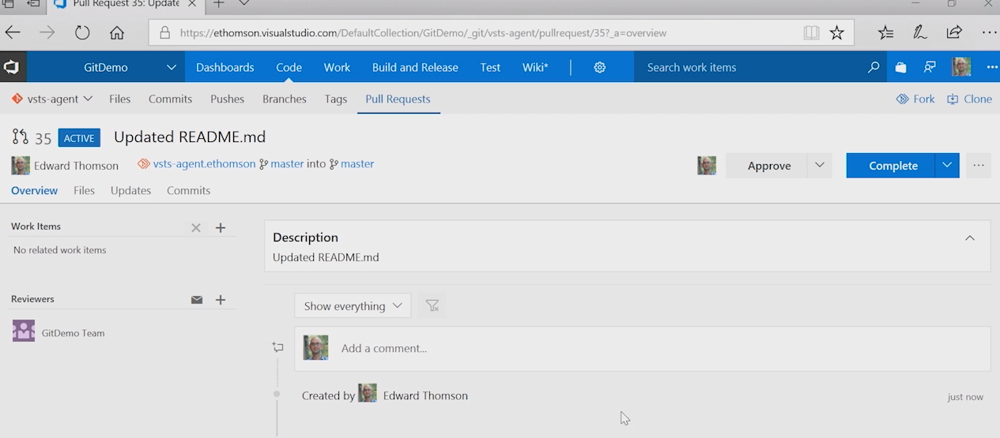 Pull Request 35: Update
https://ethomson.visualstudio.com/DefaultCollection/GitDemo/_git/vsts-agent/pullrequest/35?_a=overview
GitDemo Dashboards Code Work Build and Release Test Wiki* Search work items
vsts-agent Files Commits Pushes Branches Tags Pull Requests Fork Clone
35 ACTIVE Updated README.md
Edward Thomson vsts-agent.ethomson master into master Approve Complete
Overview Files Updates Commits
Work Items
No related work items
Description
Updated README.md
Reviewers
GitDemo Team
Show everything
Add a comment...
Created by Edward Thomson just now